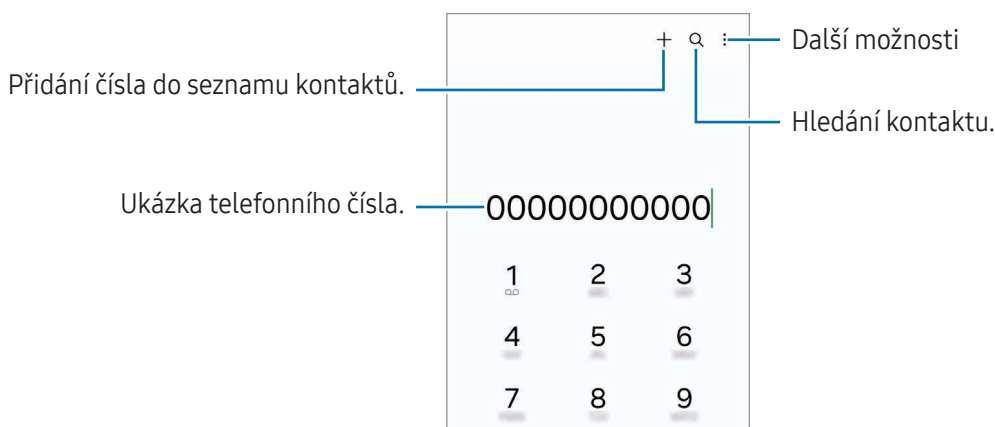 Další možnosti
Přidání čísla do seznamu kontaktů.
Hledání kontaktu.
Ukázka telefonního čísla.
00000000000
1 2 3
4 5 6
7 8 9